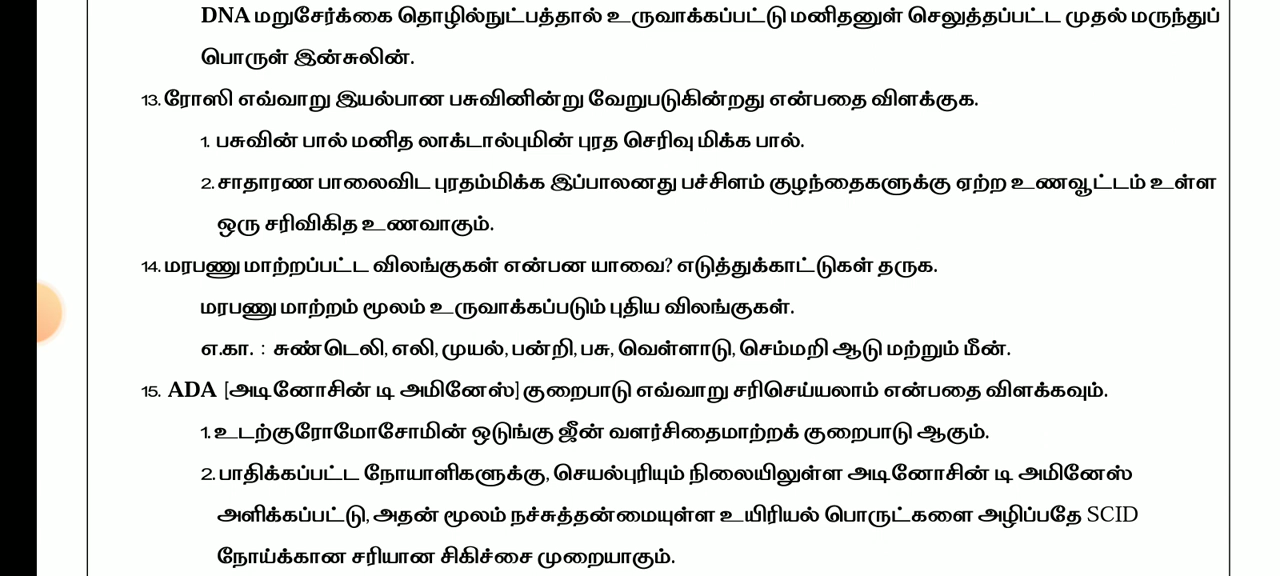 DNA மறுசேர்க்கை தொழில்நுட்பத்தால் உருவாக்கப்பட்டு மனிதனுள் செலுத்தப்பட்ட முதல் மருந்துப்
பொருள் இன்சுலின்.
13. ரோஸி எவ்வாறு இயல்பான பசுவினின்று வேறுபடுகின்றது என்பதை விளக்குக.
1. பசுவின் பால் மனித லாக்டால்புமின் புரத செரிவு மிக்க பால்.
2. சாதாரண பாலைவிட புரதம்மிக்க இப்பாலனது பச்சிளம் குழந்தைகளுக்கு ஏற்ற உணவூட்டம் உள்ள
ஒரு சரிவிகித உணவாகும்.
14. மரபணு மாற்றப்பட்ட விலங்குகள் என்பன யாவை? எடுத்துக்காட்டுகள் தருக.
மரபணு மாற்றம் மூலம் உருவாக்கப்படும் புதிய விலங்குகள்.
எ.கா. : சுண்டெலி, எலி, முயல், பன்றி, பசு, வெள்ளாடு, செம்மறி ஆடு மற்றும் மீன்.
15. ADA [அடினோசின் டி அமினேஸ்] குறைபாடு எவ்வாறு சரிசெய்யலாம் என்பதை விளக்கவும்.
1. உடற்குரோமோசோமின் ஒடுங்கு ஜீன் வளர்சிதைமாற்றக் குறைபாடு ஆகும்.
2. பாதிக்கப்பட்ட நோயாளிகளுக்கு, செயல்புரியும் நிலையிலுள்ள அடினோசின் டி அமினேஸ்
அளிக்கப்பட்டு, அதன் மூலம் நச்சுத்தன்மையுள்ள உயிரியல் பொருட்களை அழிப்பதே SCID
நோய்க்கான சரியான சிகிச்சை முறையாகும்.